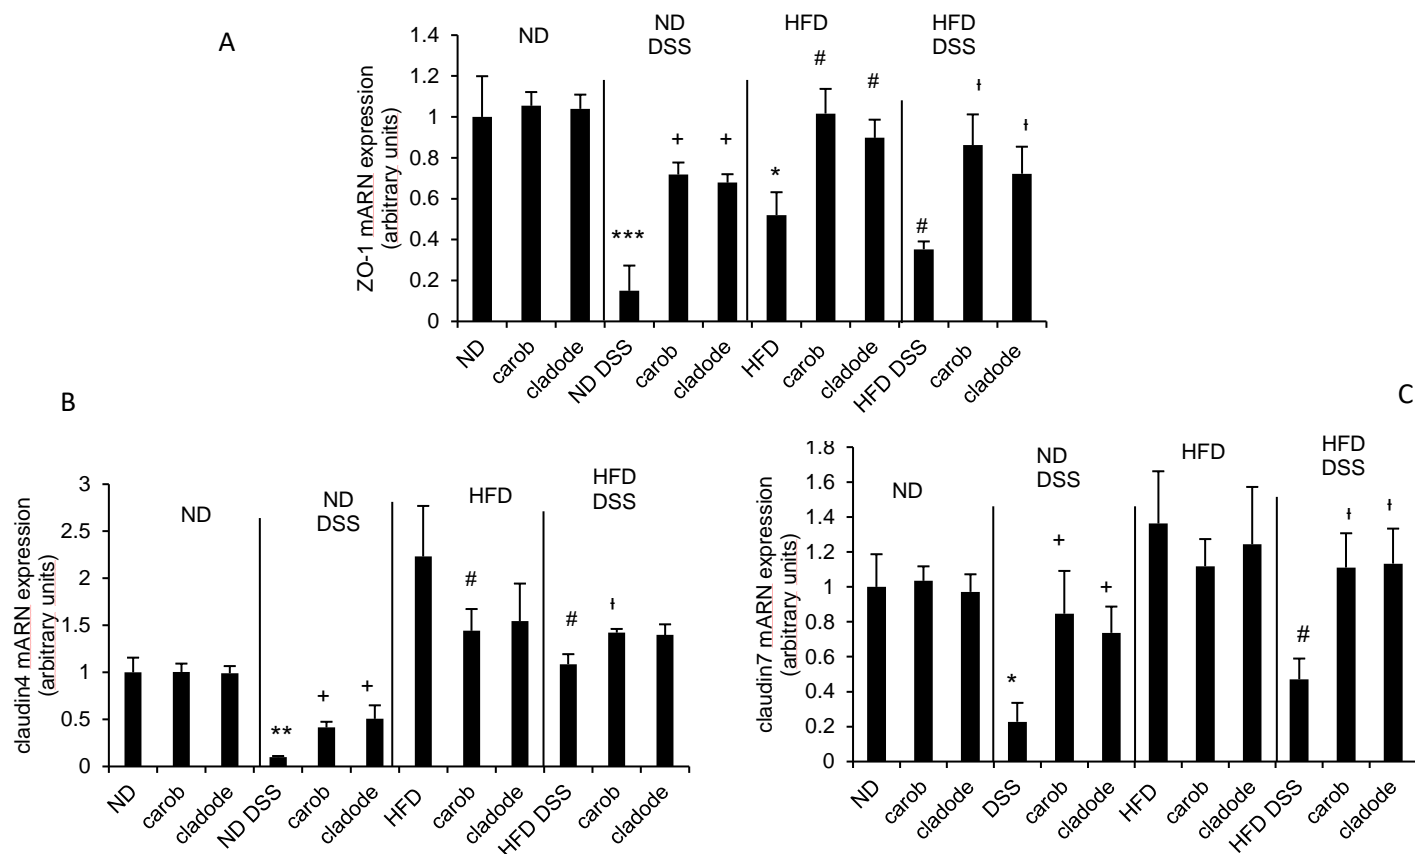 A
ZO-1 mARN expression
(arbitrary units)
1.4
1.2
1
0.8
0.6
0.4
0.2
0
ND
ND
DSS
HFD
HFD
DSS
***
+
+
*
#
#
#
ƚ
ƚ
ND
carob
cladode
ND DSS
carob
cladode
HFD
carob
cladode
HFD DSS
carob
cladode
B
claudin4 mARN expression
(arbitrary units)
3
2.5
2
1.5
1
0.5
0
ND
ND
DSS
HFD
HFD
DSS
**
+
+
#
#
ƚ
ND
carob
cladode
ND DSS
carob
cladode
HFD
carob
cladode
HFD DSS
carob
cladode
C
claudin7 mARN expression
(arbitrary units)
1.8
1.6
1.4
1.2
1
0.8
0.6
0.4
0.2
0
ND
ND
DSS
HFD
HFD
DSS
*
+
+
#
ƚ
ƚ
ND
carob
cladode
DSS
carob
cladode
HFD
carob
cladode
HFD DSS
carob
cladode